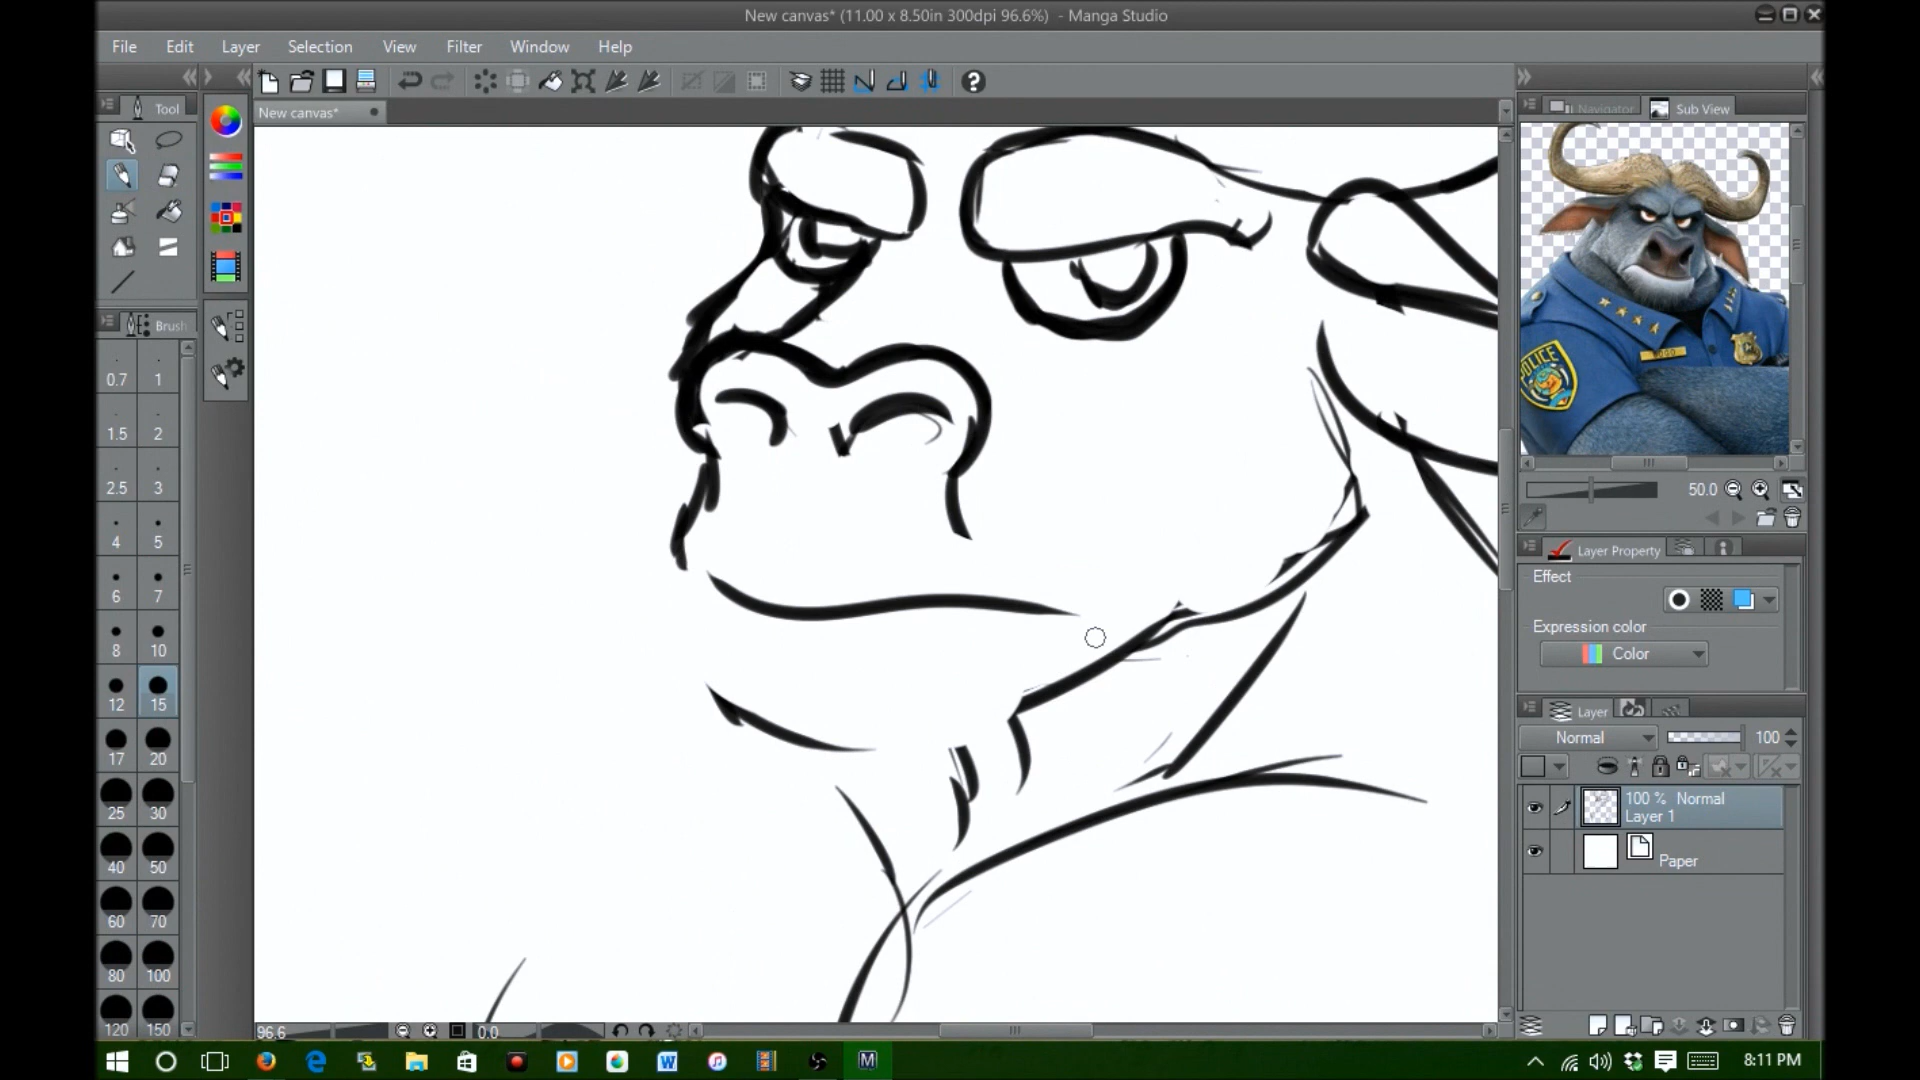 New canvas* (11.00 x 8.50in 300dpi 96.6%) - Manga Studio
File Edit Layer Selection View Filter Window Help
Tool
New canvas*
Navigator Sub View
Brush
0.7 1
1.5 2
2.5 3
4 5
6 7
8 10
12 15
17 20
25 30
40 50
60 70
80 100
120 150
POLICE
BOGO
50.0
Layer Property
Effect
Expression color
Color
Layer
Normal 100
100 % Normal
Layer 1
Paper
96.6 0.0
8:11 PM